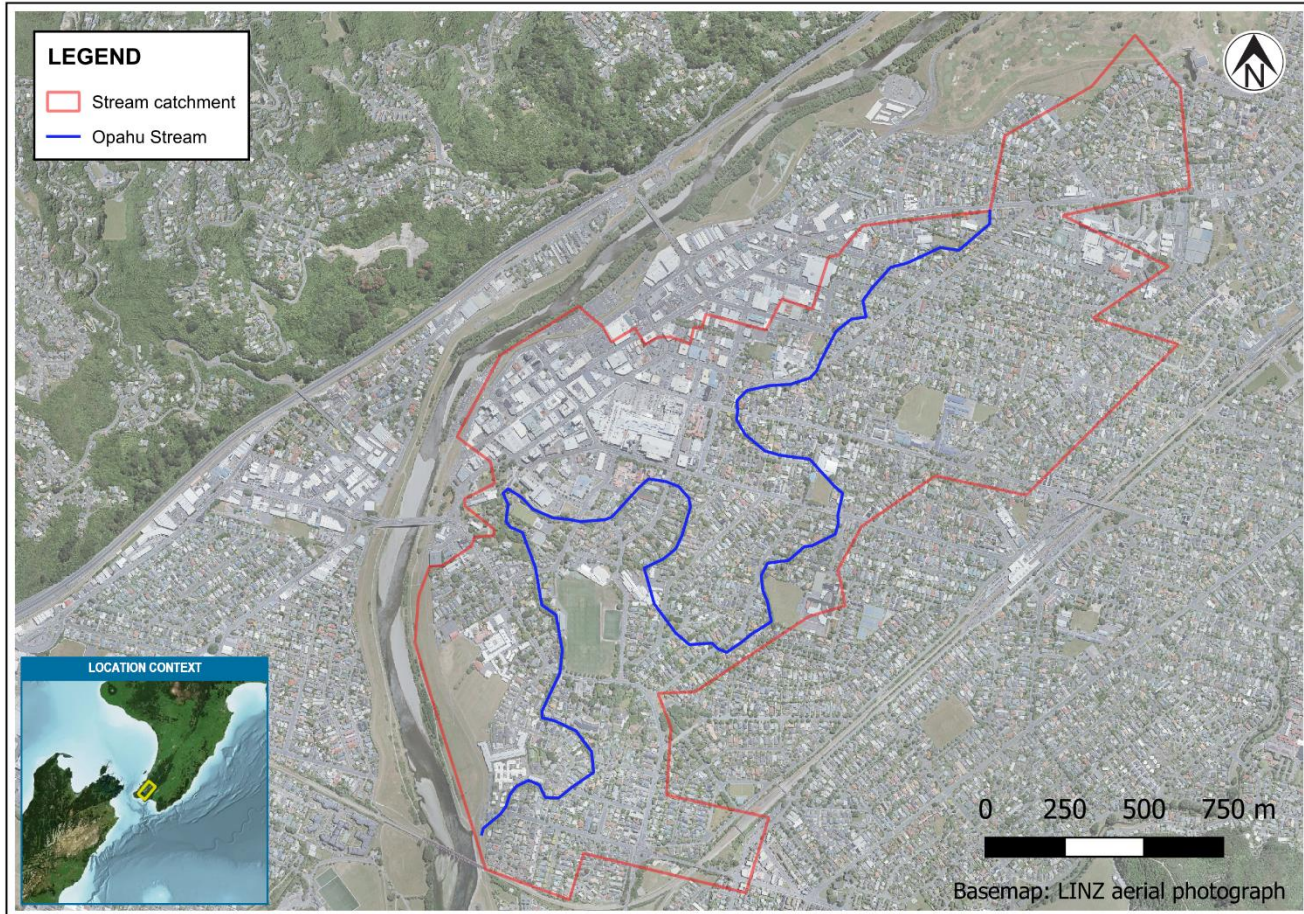 LEGEND
Stream catchment
Opahu Stream
N
LOCATION CONTEXT
0 250 500 750 m
Basemap: LINZ aerial photograph